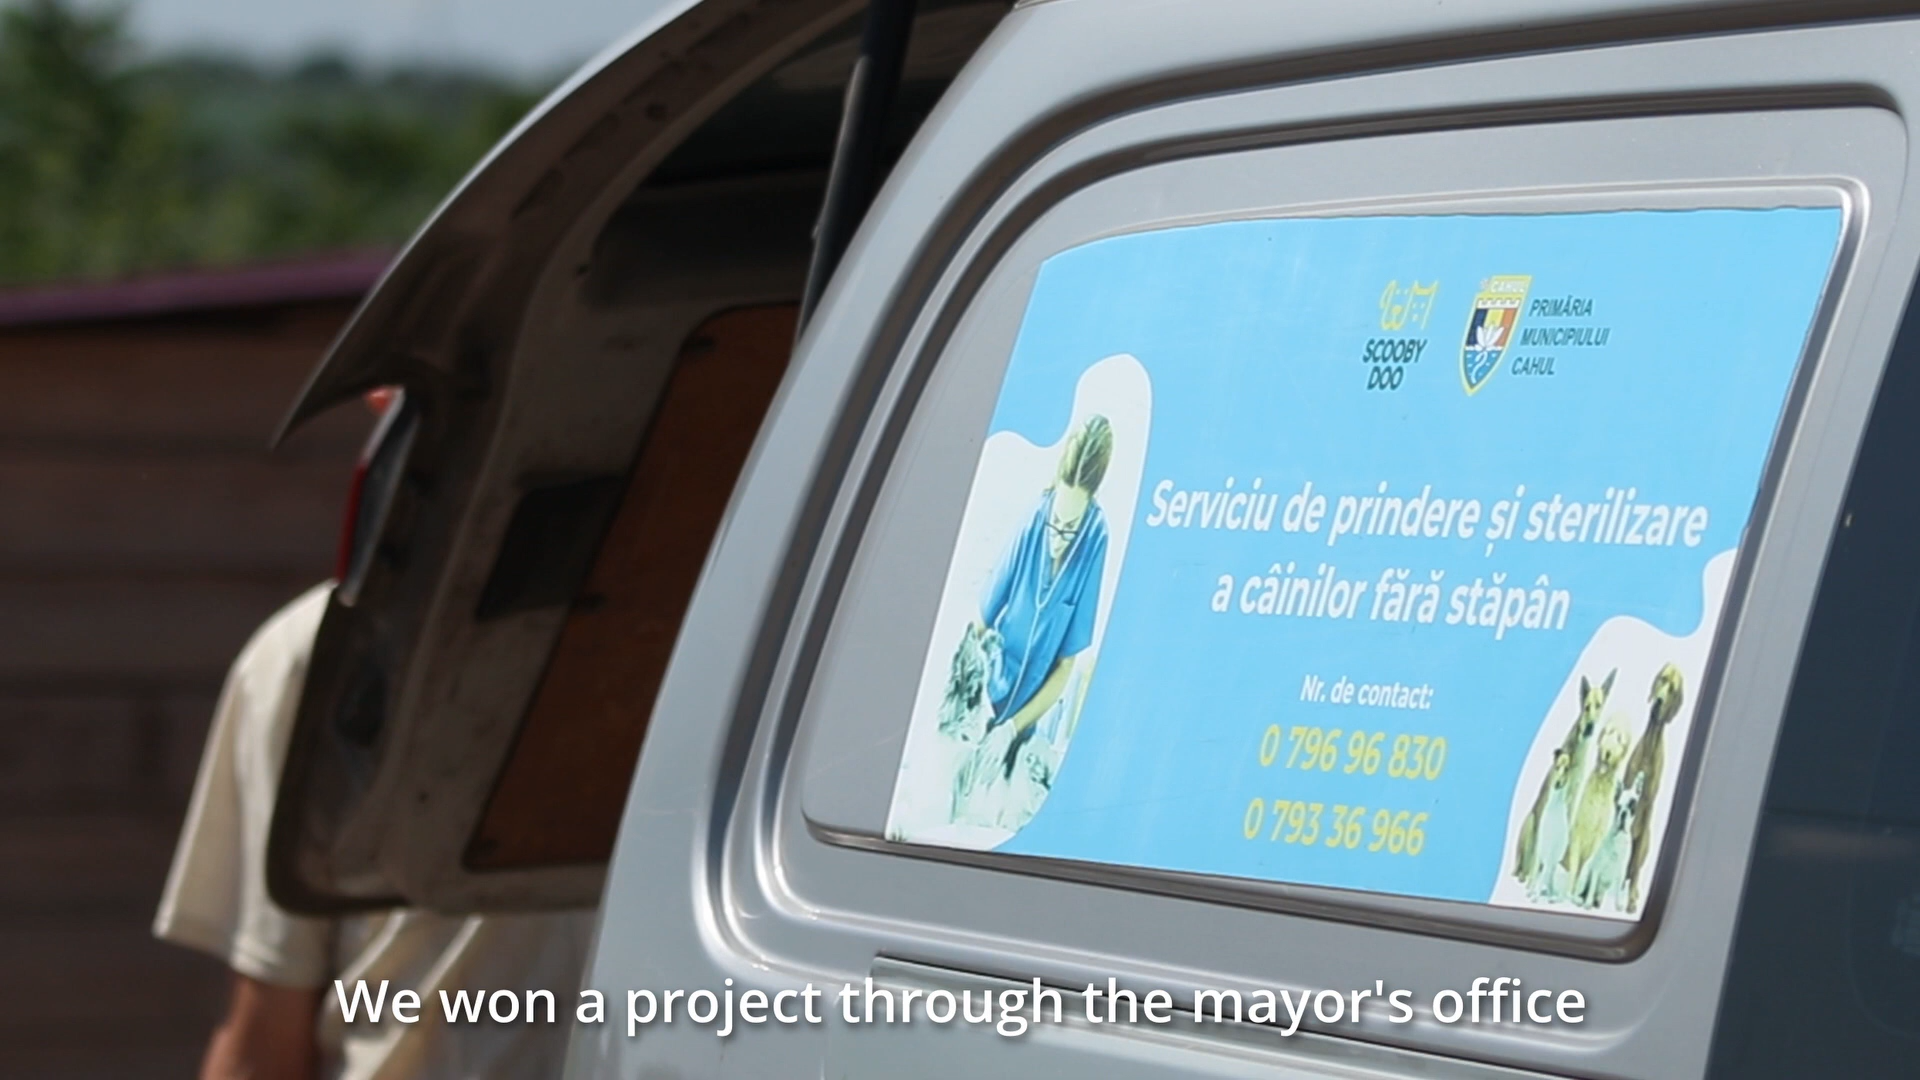 SCOOBY
DOO
CAHUL
PRIMĂRIA
MUNICIPIULUI
CAHUL
Serviciu de prindere și sterilizare
a câinilor fără stăpân
Nr. de contact:
0 796 96 830
0 793 36 966
We won a project through the mayor's office